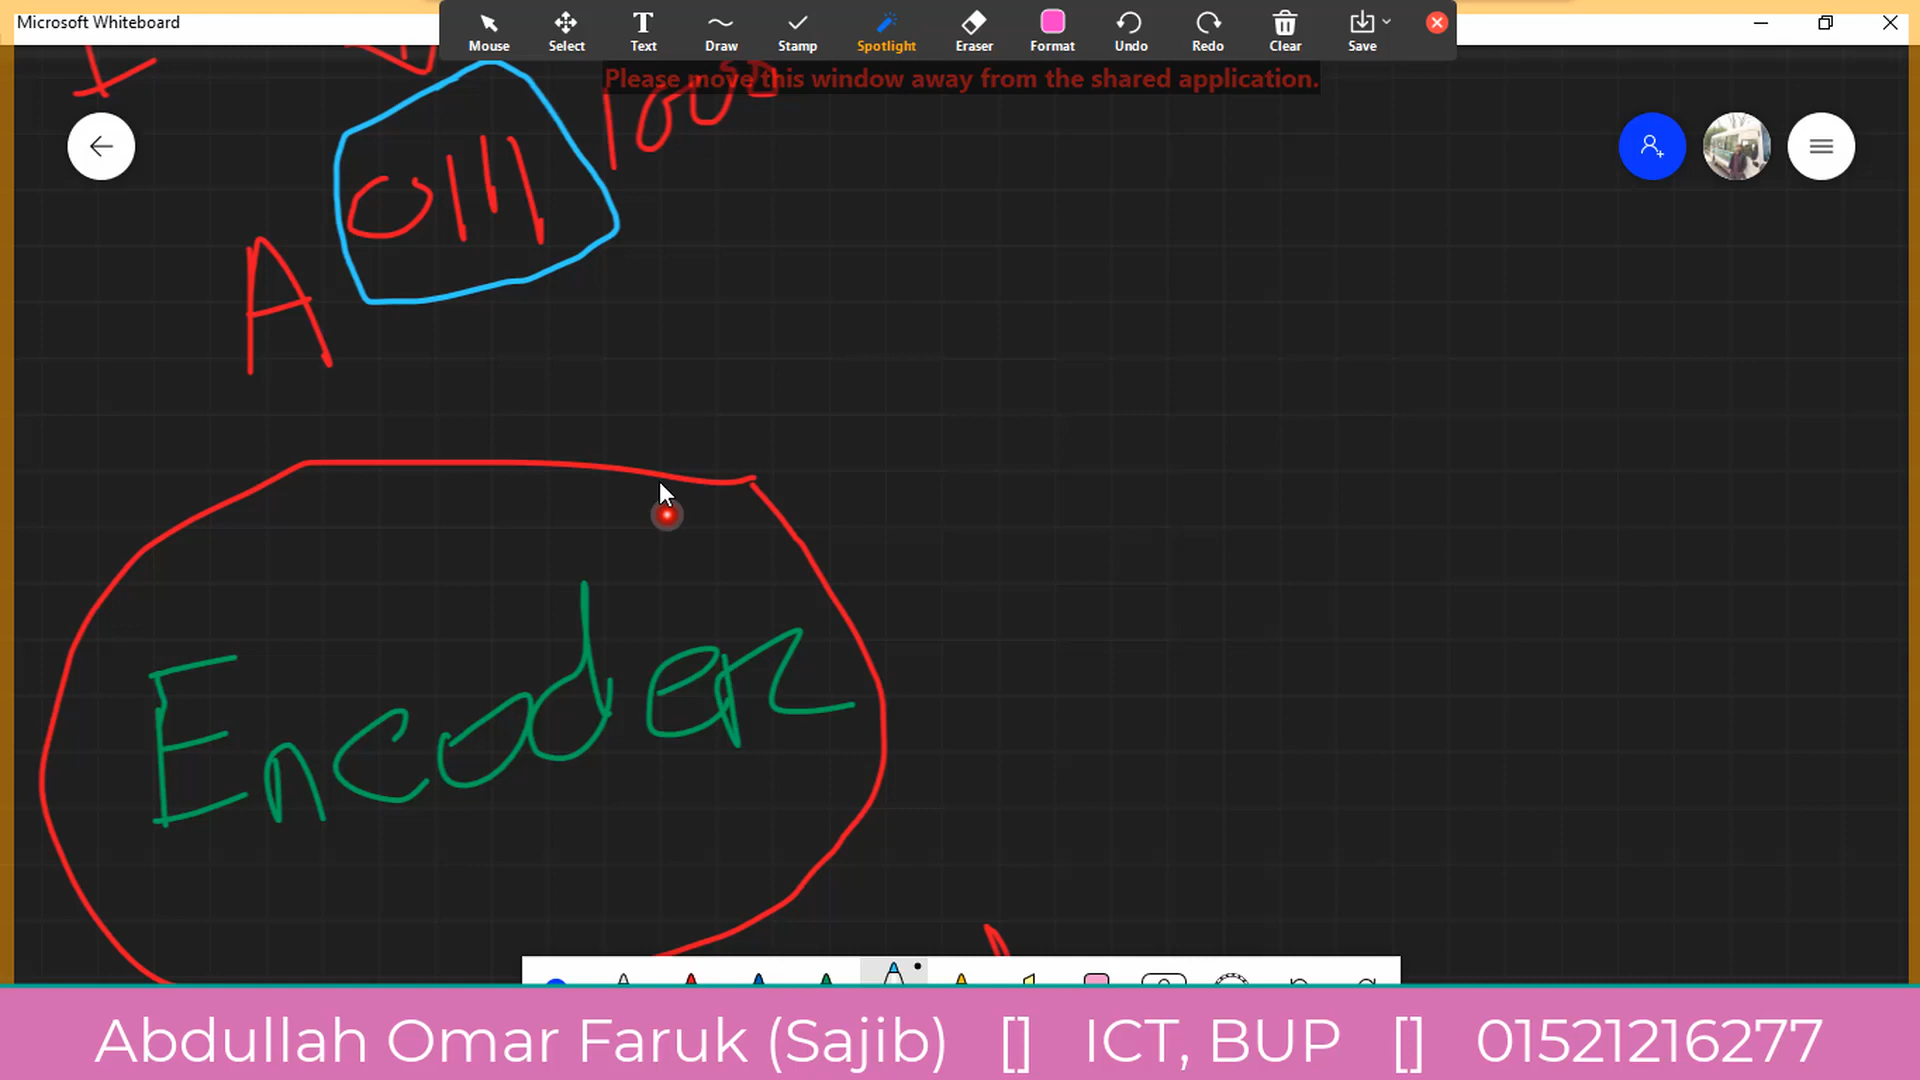 Microsoft Whiteboard
Mouse Select Text Draw Stamp Spotlight Eraser Format Undo Redo Clear Save
Please move this window away from the shared application.
1000
0111
A
Encoder
Abdullah Omar Faruk (Sajib) [] ICT, BUP [] 01521216277